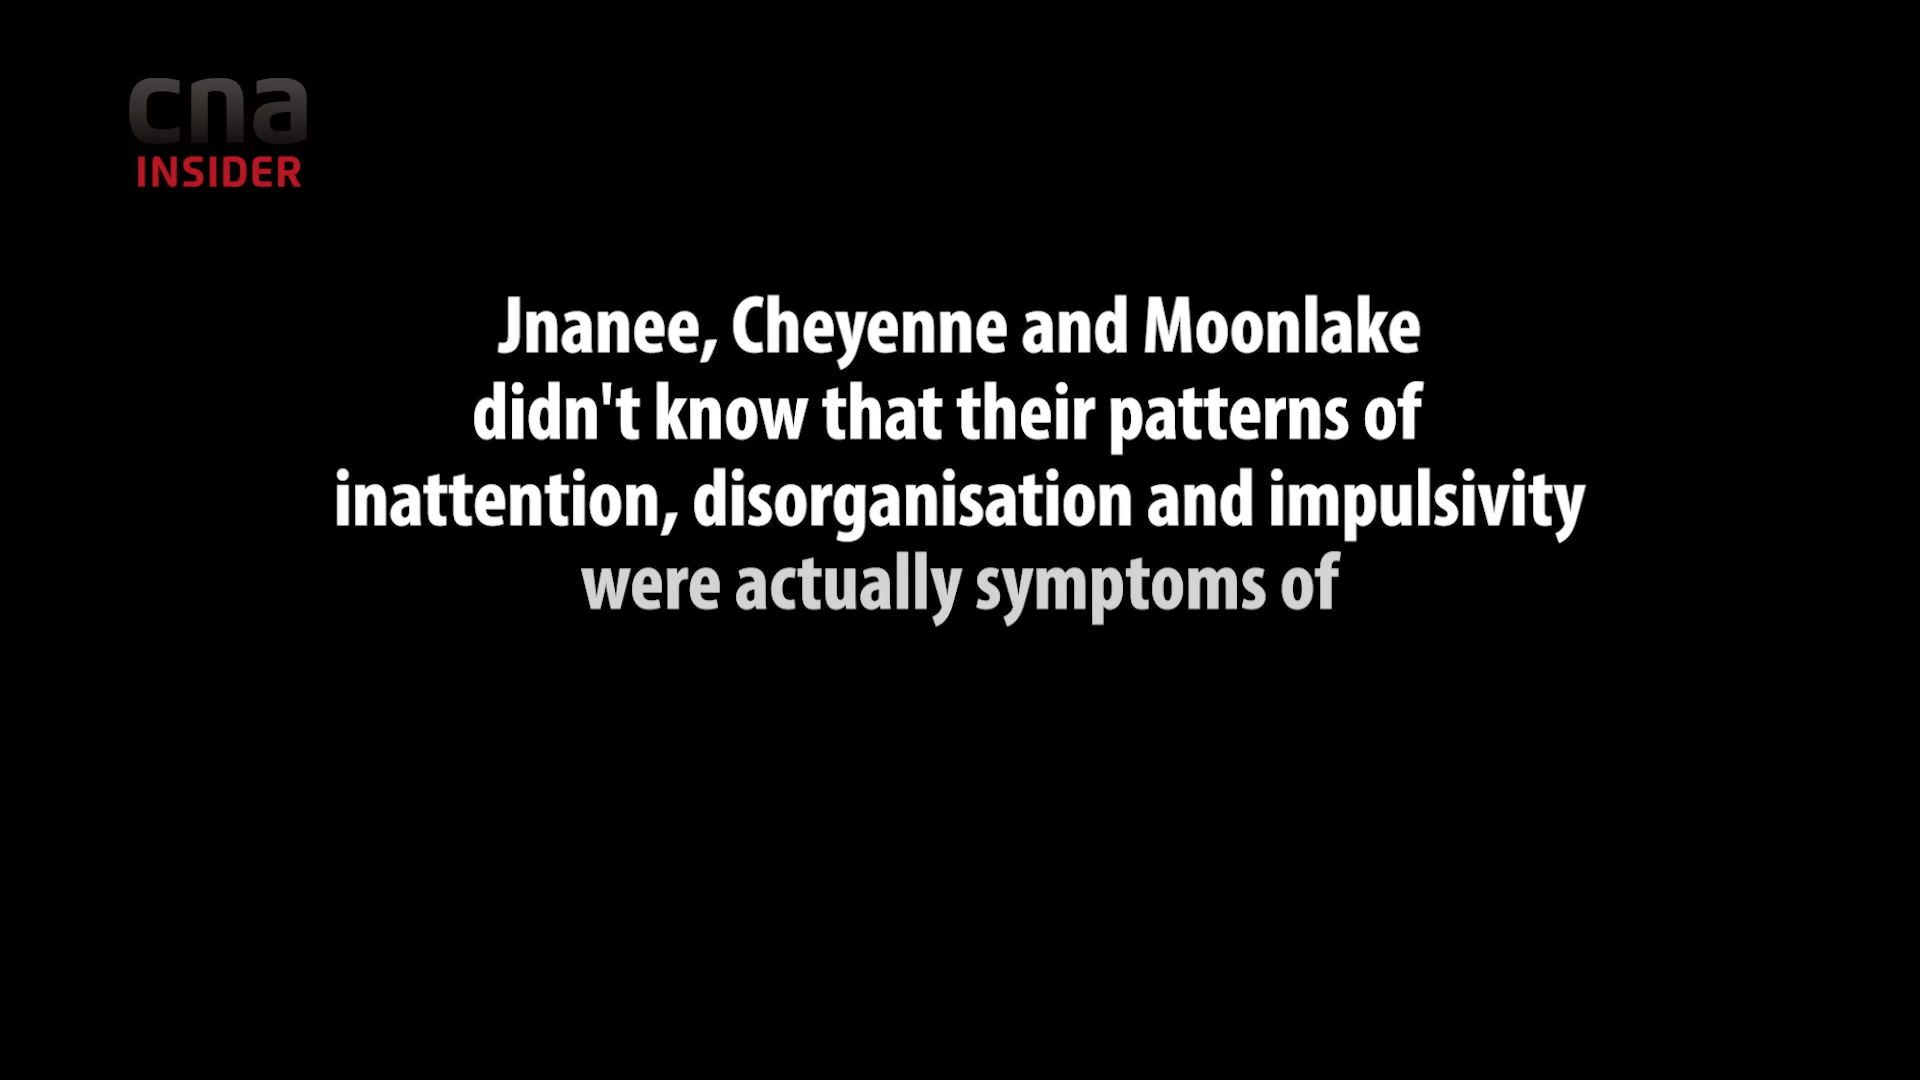 cna
INSIDER
Jnanee, Cheyenne and Moonlake
didn't know that their patterns of
inattention, disorganisation and impulsivity
were actually symptoms of